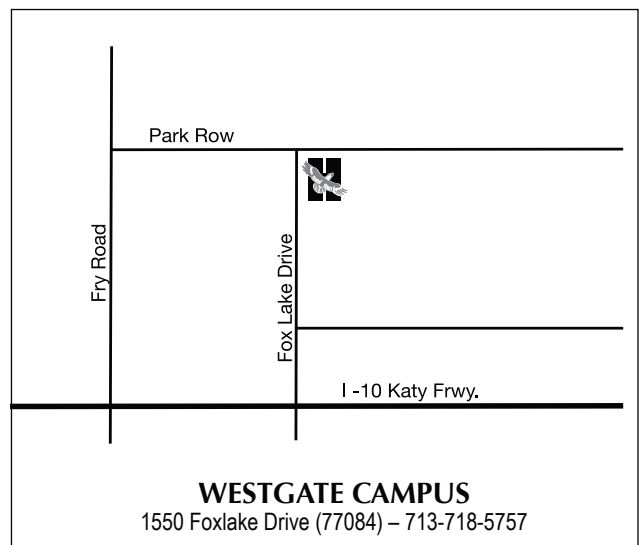 Park Row
Fry Road
Fox Lake Drive
I -10 Katy Frwy.
WESTGATE CAMPUS
1550 Foxlake Drive (77084) – 713-718-5757